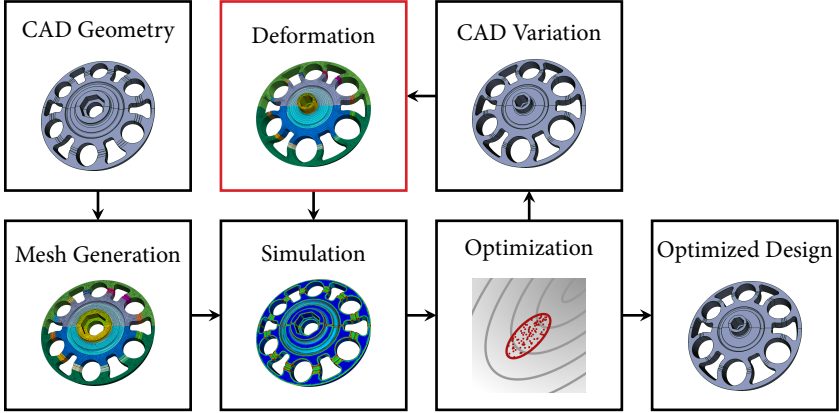 CAD Geometry
Deformation
CAD Variation
Mesh Generation
Simulation
Optimization
Optimized Design